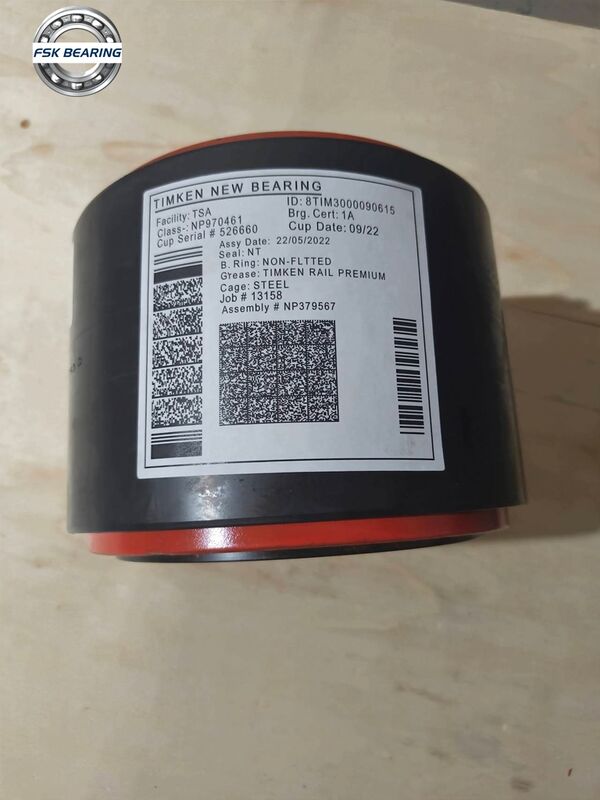 FSK BEARING
TIMKEN NEW BEARING
Facility: TSA
ID: 8TIM3000090615
Class-: NP970461
Brg. Cert: 1A
Cup Serial # 526660
Cup Date: 09/22
Assy Date: 22/05/2022
Seal: NT
B. Ring: NON-FLTTED
Grease: TIMKEN RAIL PREMIUM
Cage: STEEL
Job # 13158
Assembly # NP379567